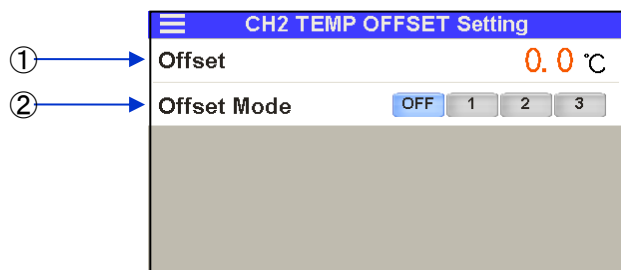 CH2 TEMP OFFSET Setting
① Offset 0.0 ℃
② Offset Mode OFF 1 2 3